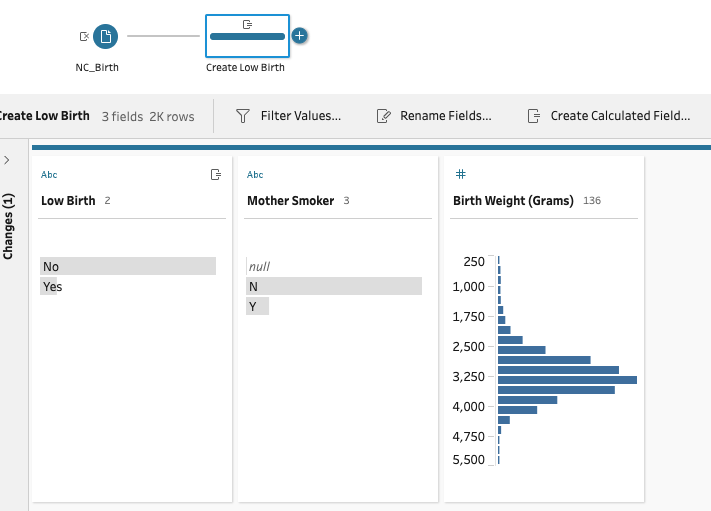 NC_Birth
Create Low Birth
Create Low Birth 3 fields 2K rows
Filter Values...
Rename Fields...
Create Calculated Field...
Changes (1)
Abc
Low Birth 2
No
Yes
Abc
Mother Smoker 3
null
N
Y
#
Birth Weight (Grams) 136
250
1,000
1,750
2,500
3,250
4,000
4,750
5,500